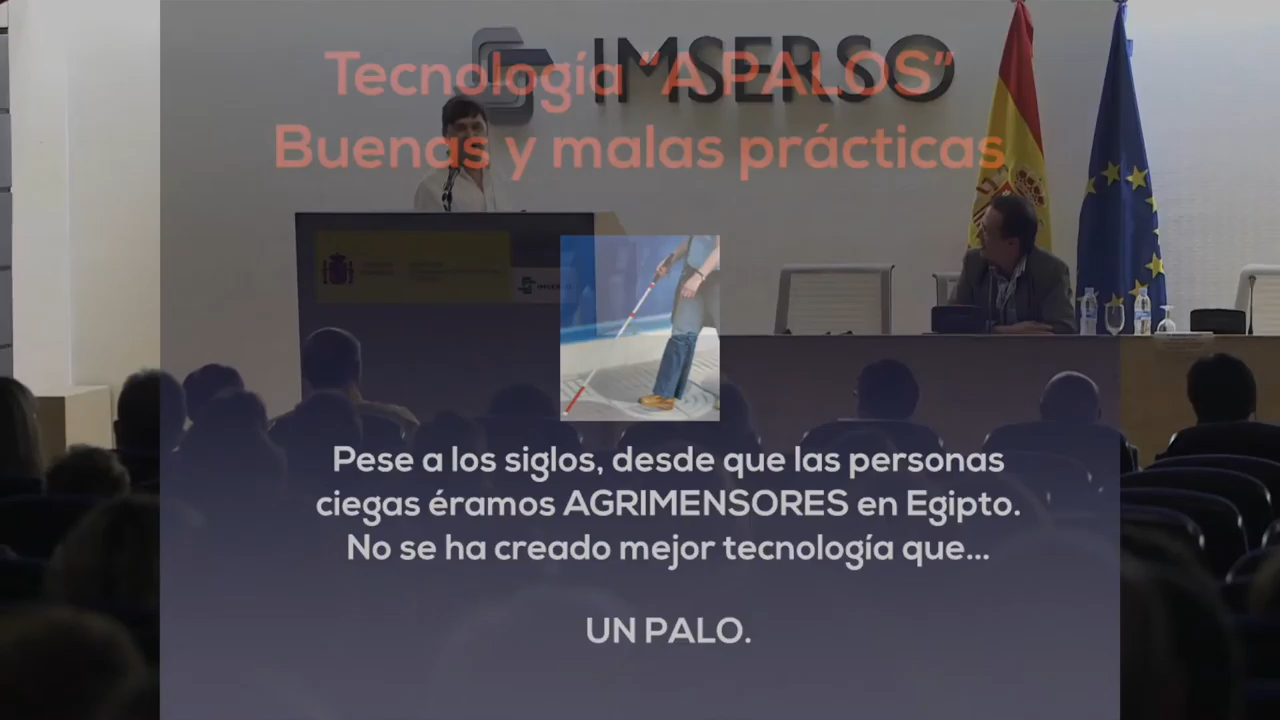 IMSERSO
Tecnología “A PALOS”
Buenas y malas prácticas
IMSERSO
Pese a los siglos, desde que las personas
ciegas éramos AGRIMENSORES en Egipto.
No se ha creado mejor tecnología que...
UN PALO.